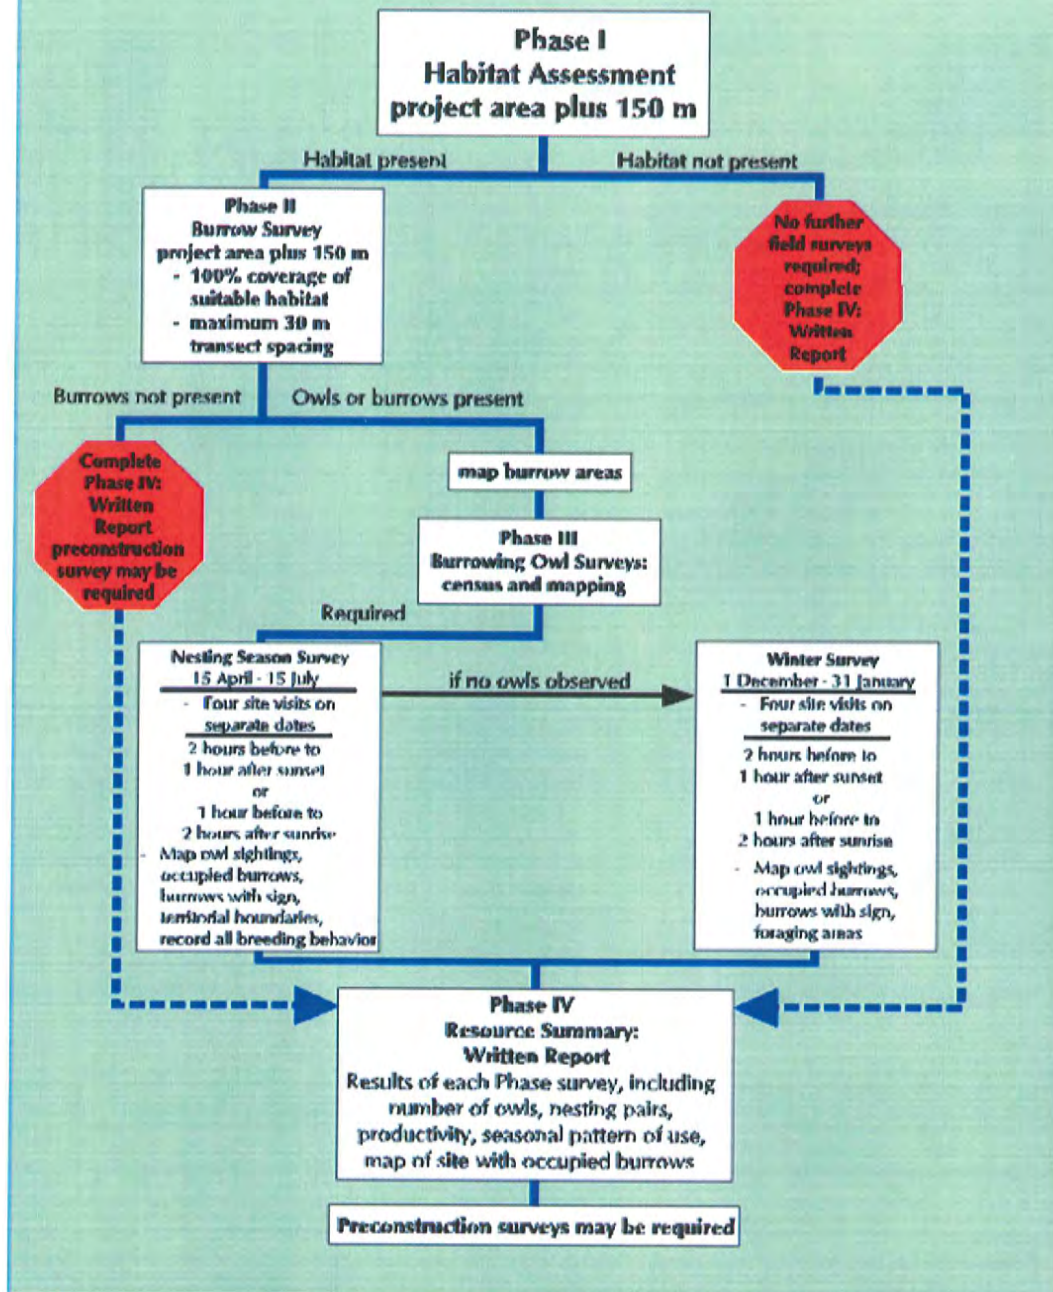 Phase I
Habitat Assessment
project area plus 150 m
Habitat present
Habitat not present
Phase II
Burrow Survey
project area plus 150 m
- 100% coverage of
suitable habitat
- maximum 30 m
transect spacing
No further
field surveys
required;
complete
Phase IV:
Written
Report
Burrows not present
Owls or burrows present
Complete
Phase IV:
Written
Report
preconstruction
survey may be
required
map burrow areas
Phase III
Burrowing Owl Surveys:
census and mapping
Required
Nesting Season Survey
15 April - 15 July
- Four site visits on
separate dates
2 hours before to
1 hour after sunset
or
1 hour before to
2 hours after sunrise
- Map owl sightings,
occupied burrows,
burrows with sign,
territorial boundaries,
record all breeding behavior
if no owls observed
Winter Survey
1 December - 31 January
- Four site visits on
separate dates
2 hours before to
1 hour after sunset
or
1 hour before to
2 hours after sunrise
- Map owl sightings,
occupied burrows,
burrows with sign,
foraging areas
Phase IV
Resource Summary:
Written Report
Results of each Phase survey, including
number of owls, nesting pairs,
productivity, seasonal pattern of use,
map of site with occupied burrows
Preconstruction surveys may be required